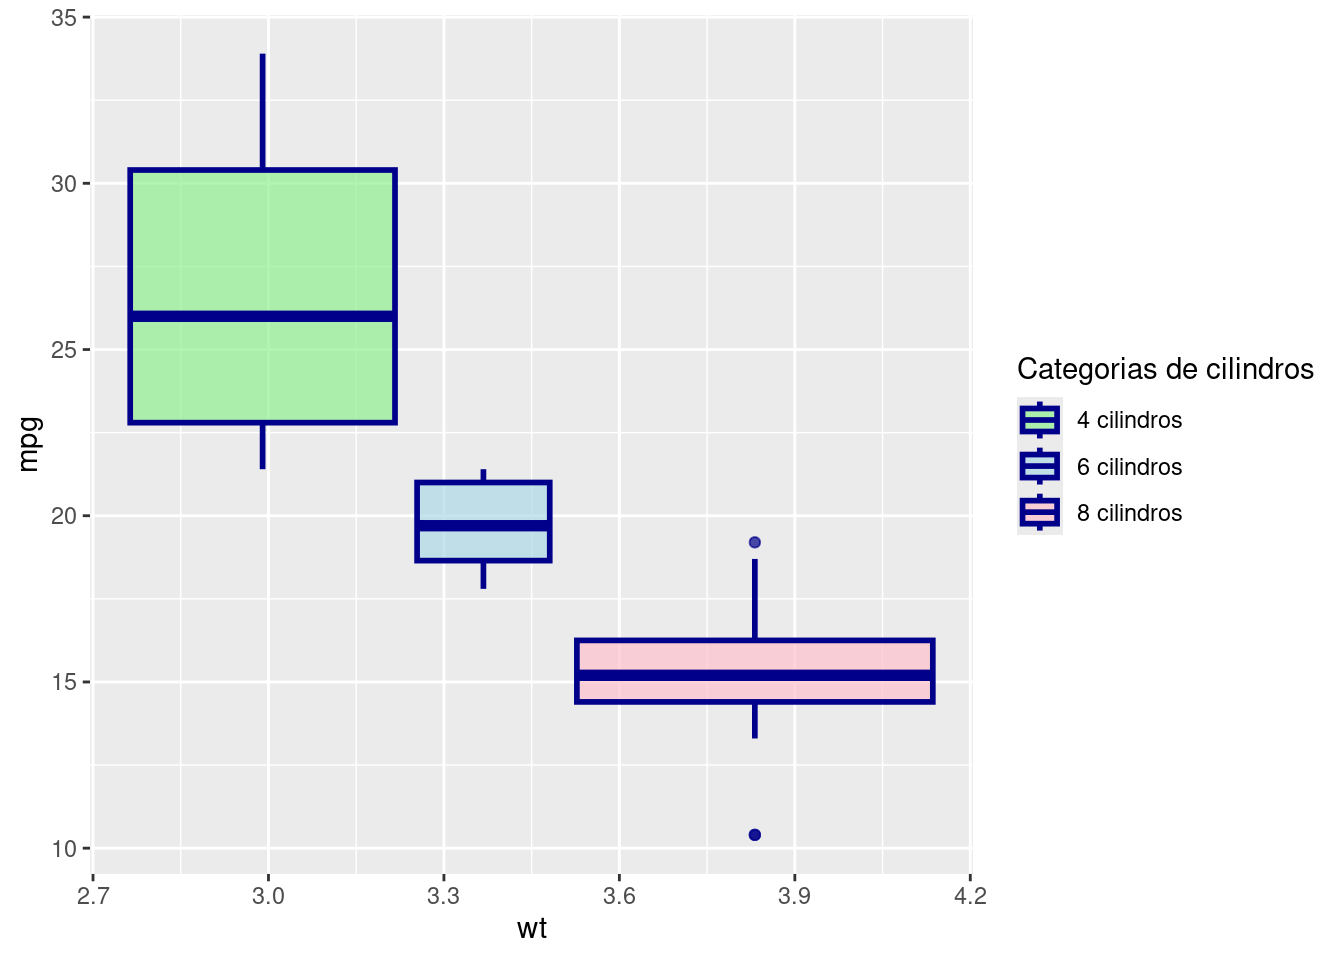 35
30
25
20
15
10
mpg
2.7 3.0 3.3 3.6 3.9 4.2
wt
Categorias de cilindros
4 cilindros
6 cilindros
8 cilindros